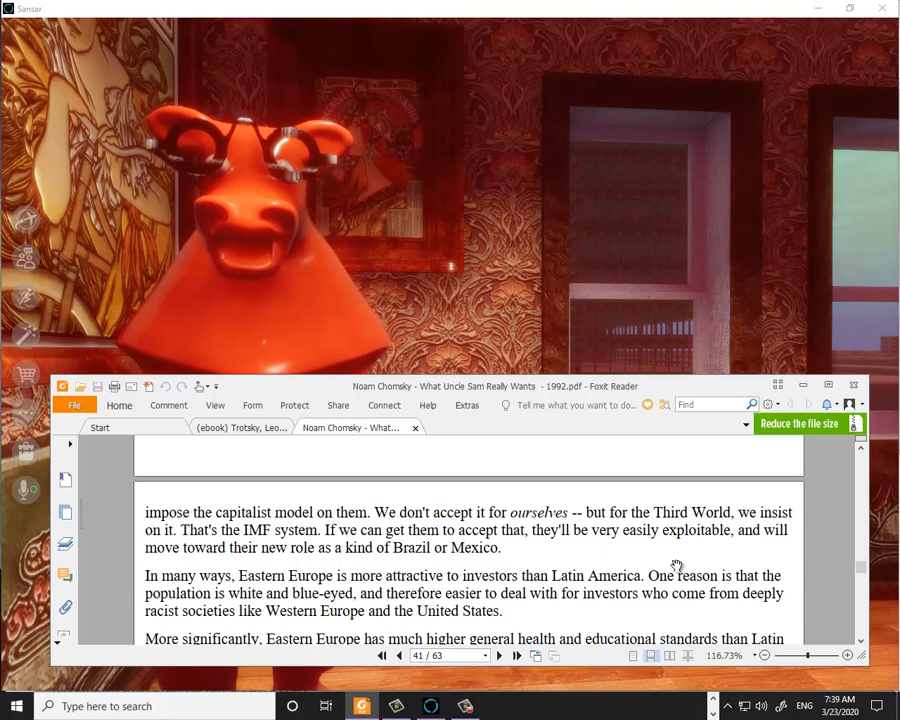 Sansar
Noam Chomsky - What Uncle Sam Really Wants - 1992.pdf - Foxit Reader
File Home Comment View Form Protect Share Connect Help Extras Tell me what you want to do.. Find
Start (ebook) Trotsky, Leo... Noam Chomsky - What... Reduce the file size
impose the capitalist model on them. We don't accept it for ourselves -- but for the Third World, we insist
on it. That's the IMF system. If we can get them to accept that, they'll be very easily exploitable, and will
move toward their new role as a kind of Brazil or Mexico.
In many ways, Eastern Europe is more attractive to investors than Latin America. One reason is that the
population is white and blue-eyed, and therefore easier to deal with for investors who come from deeply
racist societies like Western Europe and the United States.
More significantly, Eastern Europe has much higher general health and educational standards than Latin
41 / 63 116.73%
Type here to search ENG 7:39 AM
3/23/2020